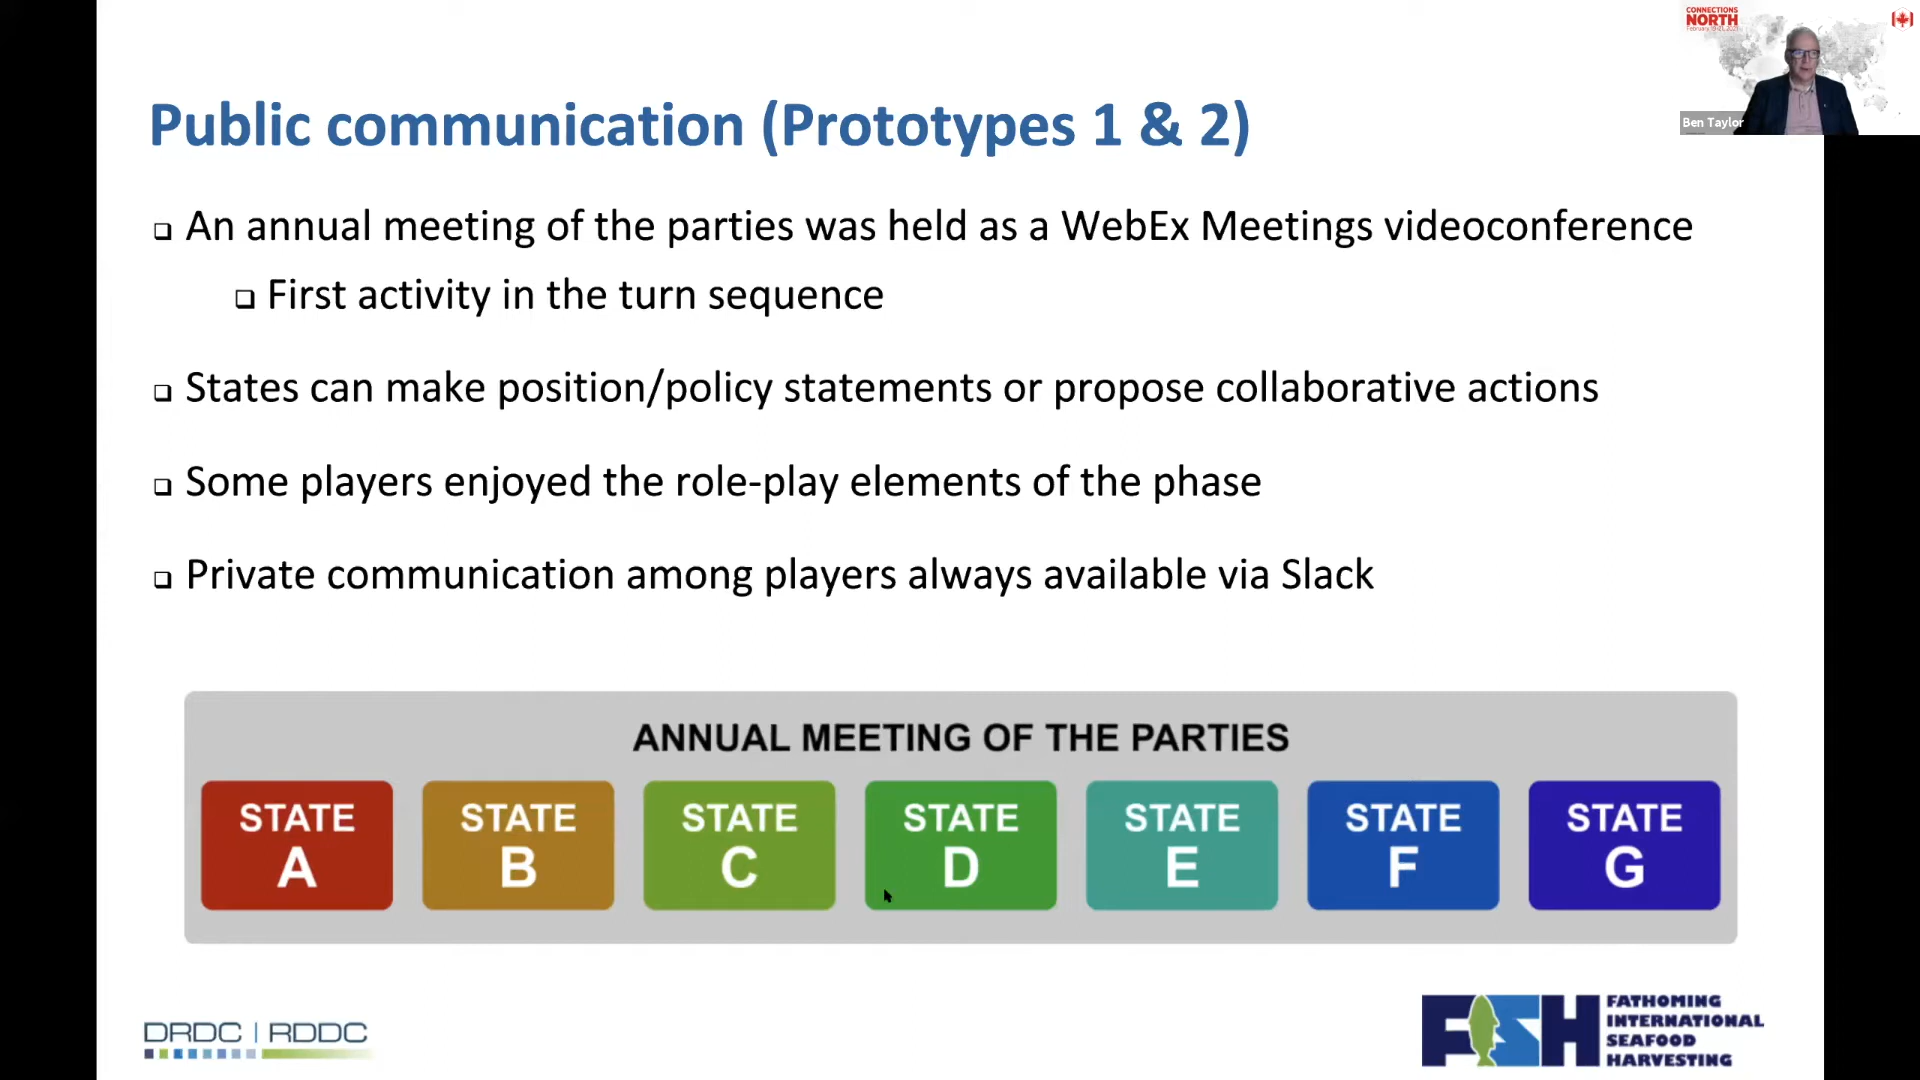 CONNECTIONS
NORTH
Ben Taylor
Public communication (Prototypes 1 & 2)
❑ An annual meeting of the parties was held as a WebEx Meetings videoconference
❑ First activity in the turn sequence
❑ States can make position/policy statements or propose collaborative actions
❑ Some players enjoyed the role-play elements of the phase
❑ Private communication among players always available via Slack
ANNUAL MEETING OF THE PARTIES
STATE A
STATE B
STATE C
STATE D
STATE E
STATE F
STATE G
DRDC | RDDC
FISH
FATHOMING
INTERNATIONAL
SEAFOOD
HARVESTING